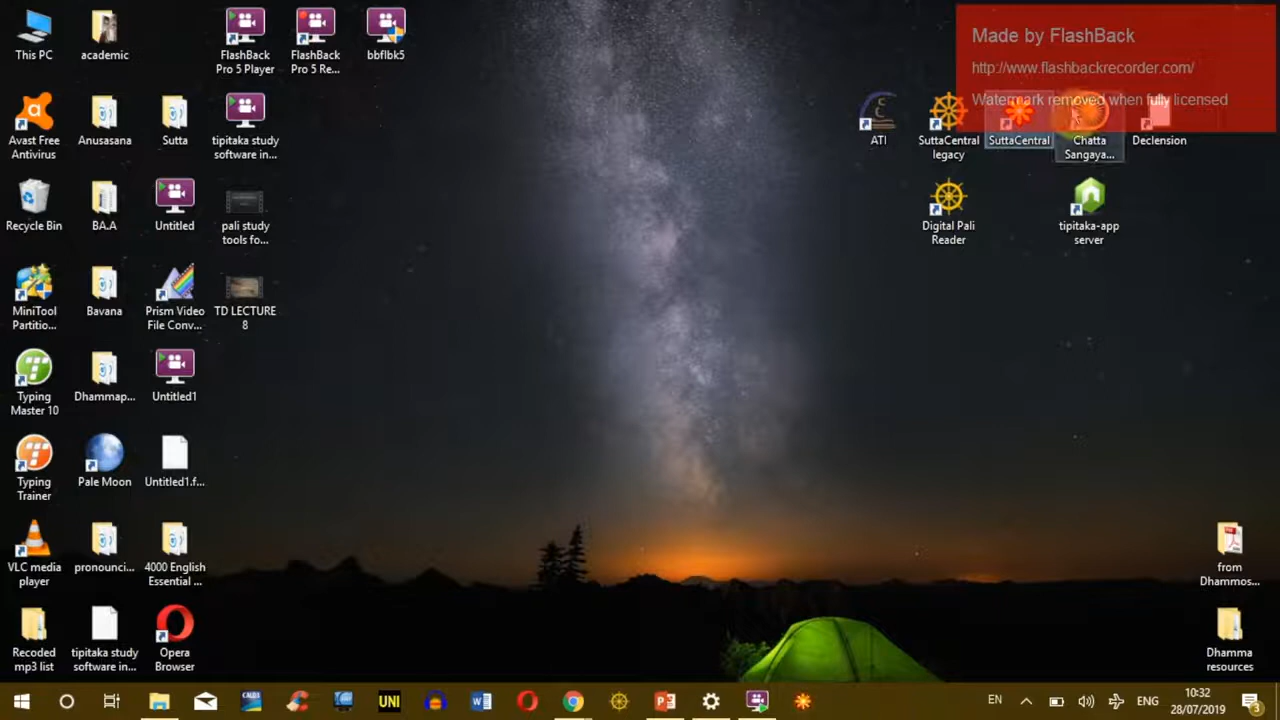 Made by FlashBack
http://www.flashbackrecorder.com/
Watermark removed when fully licensed
This PC
academic
FlashBack
Pro 5 Player
FlashBack
Pro 5 Re...
bbflbk5
Avast Free
Antivirus
Anusasana
Sutta
tipitaka study
software in...
ATI
SuttaCentral
legacy
SuttaCentral
Chatta
Sangaya...
Declension
Recycle Bin
BA.A
Untitled
pali study
tools fo...
Digital Pali
Reader
tipitaka-app
server
MiniTool
Partitio...
Bavana
Prism Video
File Conv...
TD LECTURE
8
Typing
Master 10
Dhammap...
Untitled1
Typing
Trainer
Pale Moon
Untitled1.f...
VLC media
player
pronounci...
4000 English
Essential ...
from
Dhammos...
Recoded
mp3 list
tipitaka study
software in...
Opera
Browser
Dhamma
resources
UNI
EN
ENG
10:32
28/07/2019
3